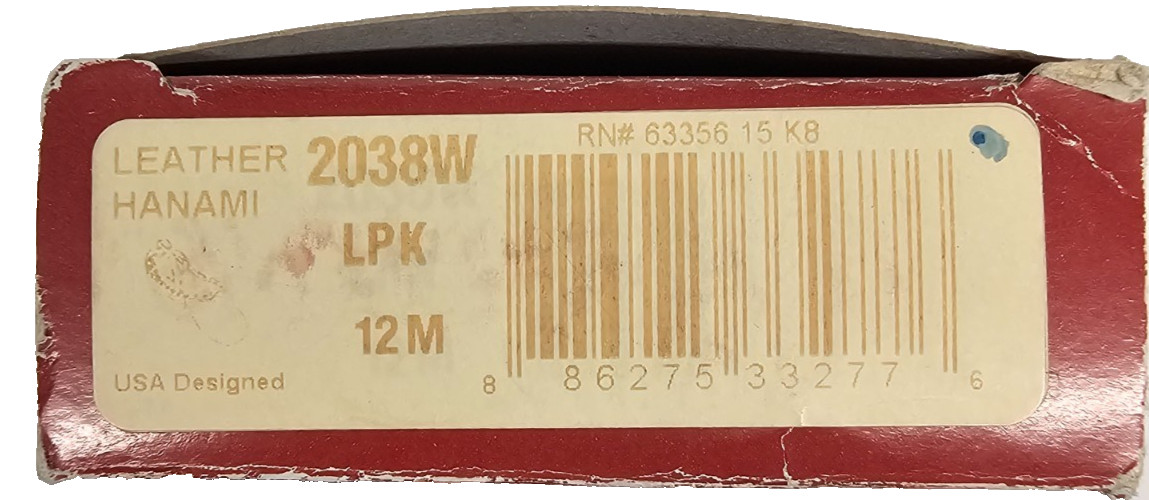 RN# 63356 15 K8
LEATHER 2038W
HANAMI
LPK
12 M
USA Designed
8 86275 33277 6